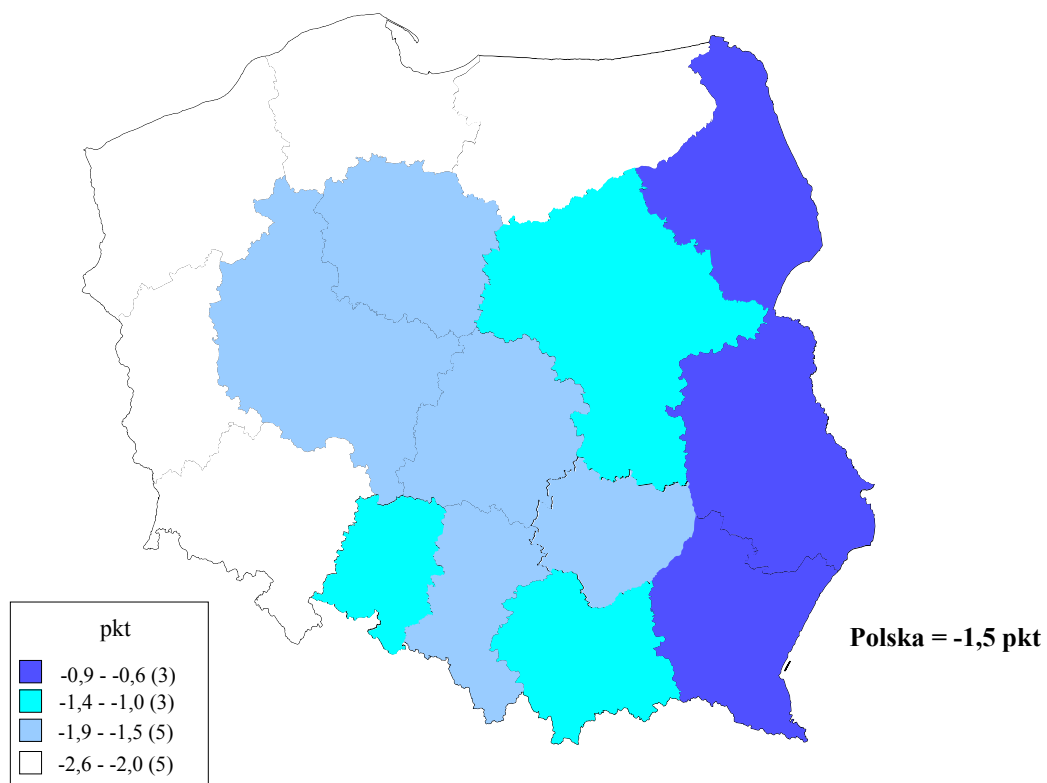 Polska = -1,5 pkt
pkt
-0,9 - -0,6 (3)
-1,4 - -1,0 (3)
-1,9 - -1,5 (5)
-2,6 - -2,0 (5)